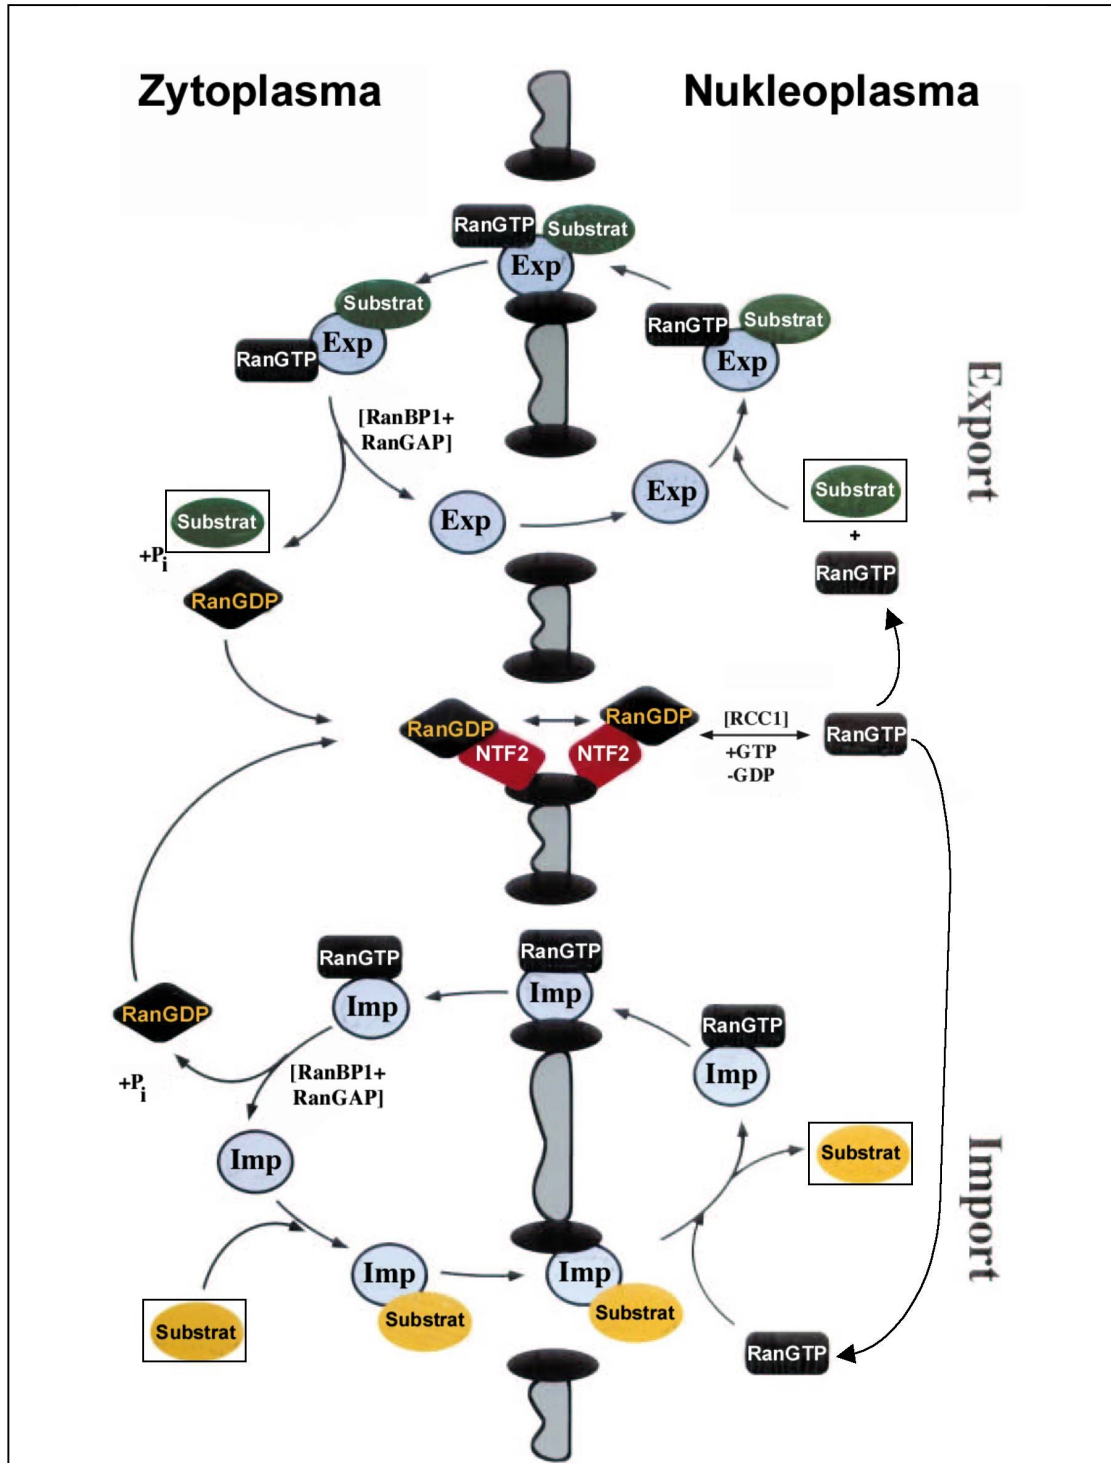 Zytoplasma
Nukleoplasma
RanGTP
Substrat
Exp
Substrat
Exp
RanGTP
RanGTP
Substrat
Exp
Export
[RanBP1+
RanGAP]
Exp
Exp
Substrat
+
RanGTP
Substrat
+Pi
RanGDP
RanGDP
NTF2
RanGDP
NTF2
[RCC1]
+GTP
-GDP
RanGTP
RanGTP
Imp
RanGTP
Imp
RanGTP
Imp
RanGDP
+Pi
[RanBP1+
RanGAP]
Imp
Substrat
Import
Imp
Substrat
Imp
Substrat
Substrat
RanGTP